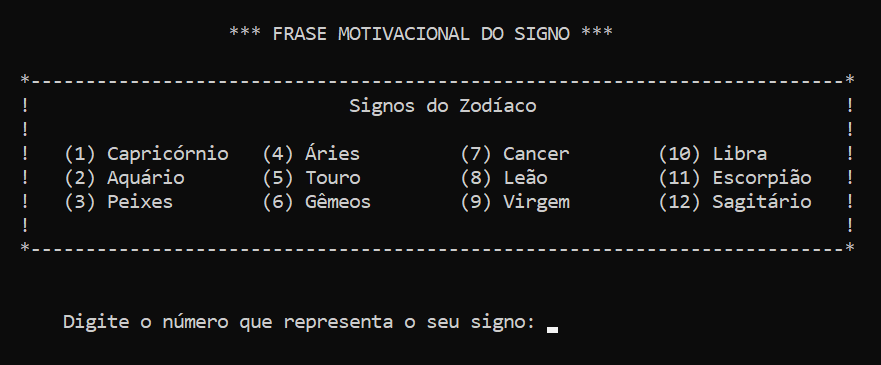 *** FRASE MOTIVACIONAL DO SIGNO ***
*--------------------------------------------------------------------------*
! Signos do Zodíaco !
! !
! (1) Capricórnio (4) Áries (7) Cancer (10) Libra !
! (2) Aquário (5) Touro (8) Leão (11) Escorpião !
! (3) Peixes (6) Gêmeos (9) Virgem (12) Sagitário !
! !
*--------------------------------------------------------------------------*
Digite o número que representa o seu signo: